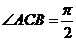 ∠ACB = π/2